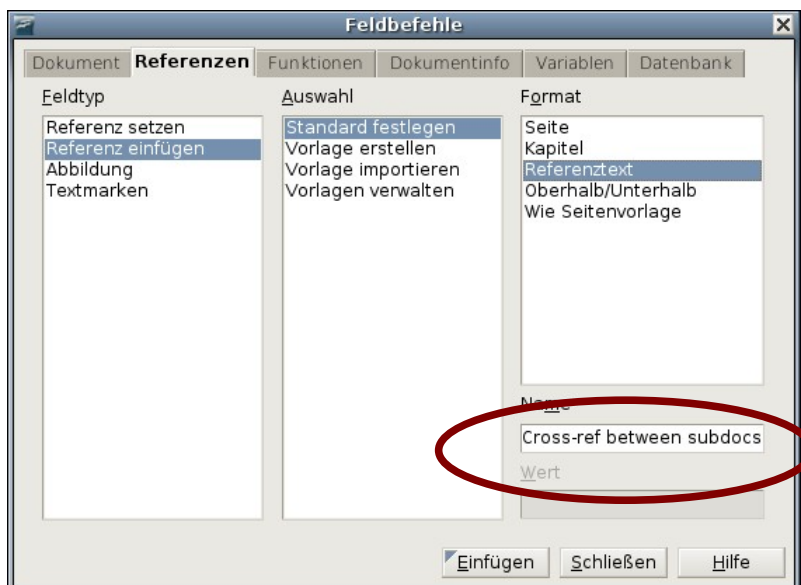 Feldbefehle
Dokument Referenzen Funktionen Dokumentinfo Variablen Datenbank
Feldtyp
Referenz setzen
Referenz einfügen
Abbildung
Textmarken
Auswahl
Standard festlegen
Vorlage erstellen
Vorlage importieren
Vorlagen verwalten
Format
Seite
Kapitel
Referenztext
Oberhalb/Unterhalb
Wie Seitenvorlage
Name
Cross-ref between subdocs
Wert
Einfügen Schließen Hilfe